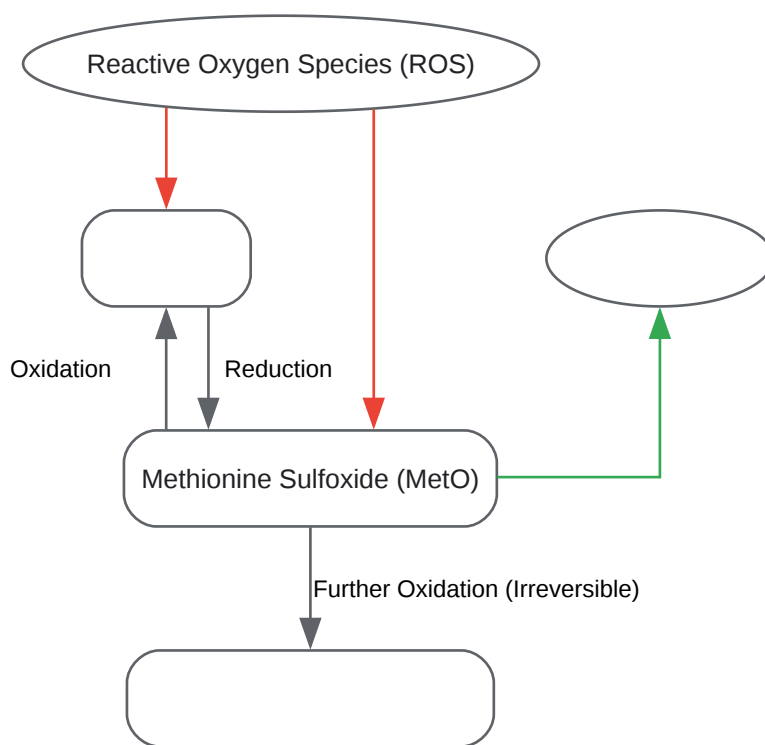 Reactive Oxygen Species (ROS)
Oxidation
Reduction
Methionine Sulfoxide (MetO)
Further Oxidation (Irreversible)